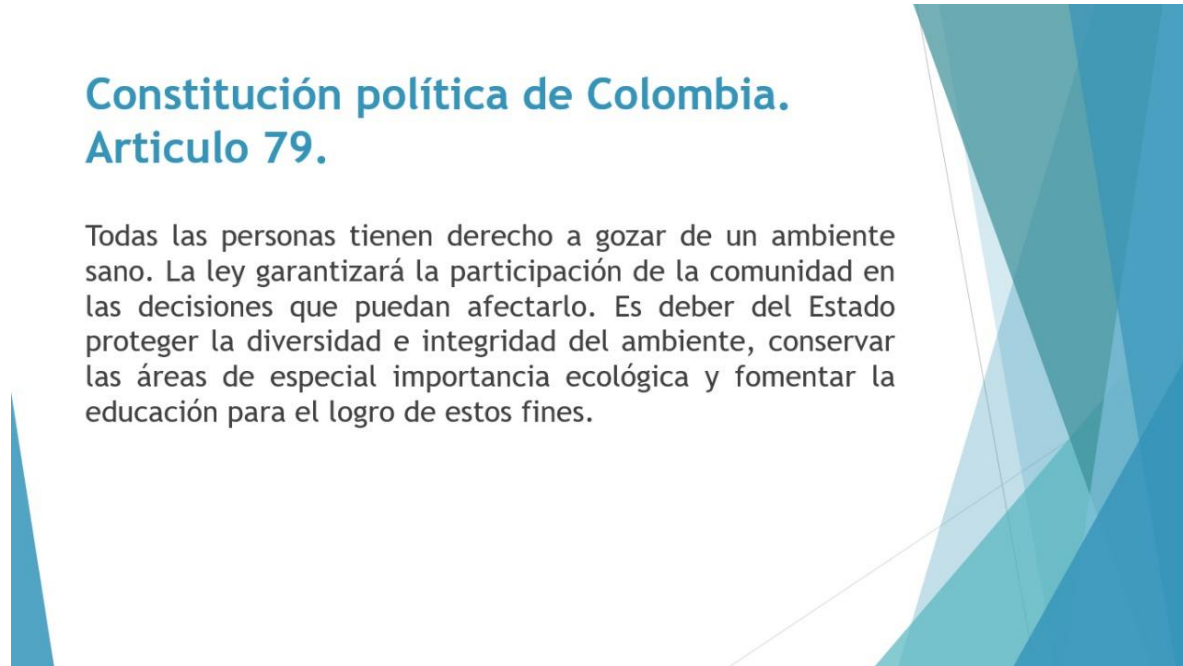 Constitución política de Colombia.
Articulo 79.
Todas las personas tienen derecho a gozar de un ambiente
sano. La ley garantizará la participación de la comunidad en
las decisiones que puedan afectarlo. Es deber del Estado
proteger la diversidad e integridad del ambiente, conservar
las áreas de especial importancia ecológica y fomentar la
educación para el logro de estos fines.